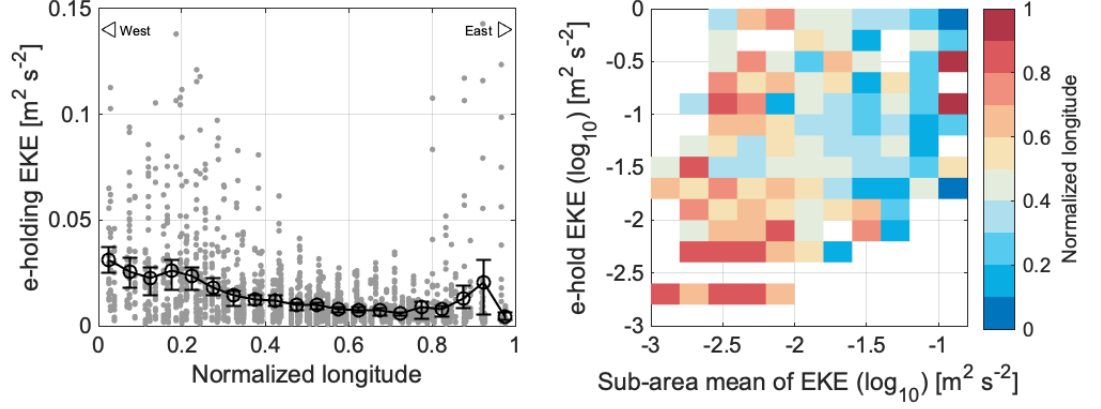 e-holding EKE [m² s⁻²]
0.15
0.1
0.05
0
◁ West
East ▷
0 0.2 0.4 0.6 0.8 1
Normalized longitude
e-hold EKE (log₁₀) [m² s⁻²]
0
-0.5
-1
-1.5
-2
-2.5
-3
-3 -2.5 -2 -1.5 -1
Sub-area mean of EKE (log₁₀) [m² s⁻²]
1
0.8
0.6
0.4
0.2
0
Normalized longitude